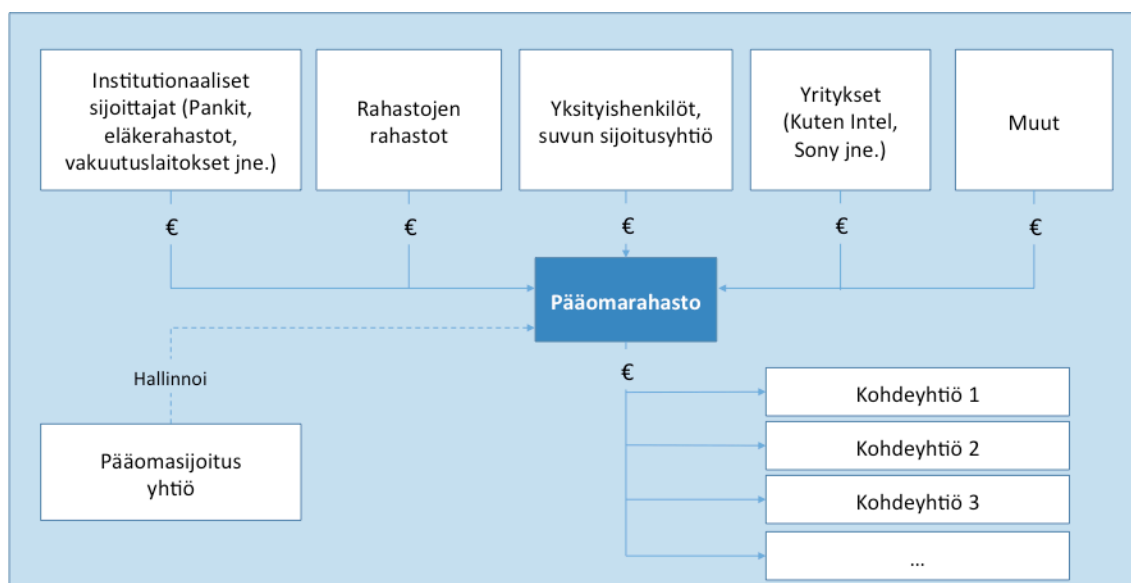 Institutionaaliset
sijoittajat (Pankit,
eläkerahastot,
vakuutuslaitokset jne.)
Rahastojen
rahastot
Yksityishenkilöt,
suvun sijoitusyhtiö
Yritykset
(Kuten Intel,
Sony jne.)
Muut
€
€
€
€
€
Pääomarahasto
Hallinnoi
€
Pääomasijoitus
yhtiö
Kohdeyhtiö 1
Kohdeyhtiö 2
Kohdeyhtiö 3
...